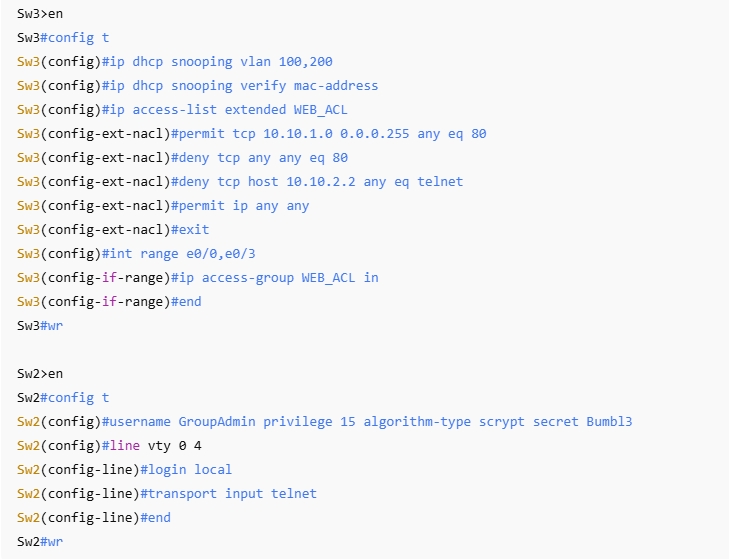 Sw3>en
Sw3#config t
Sw3(config)#ip dhcp snooping vlan 100,200
Sw3(config)#ip dhcp snooping verify mac-address
Sw3(config)#ip access-list extended WEB_ACL
Sw3(config-ext-nacl)#permit tcp 10.10.1.0 0.0.0.255 any eq 80
Sw3(config-ext-nacl)#deny tcp any any eq 80
Sw3(config-ext-nacl)#deny tcp host 10.10.2.2 any eq telnet
Sw3(config-ext-nacl)#permit ip any any
Sw3(config-ext-nacl)#exit
Sw3(config)#int range e0/0,e0/3
Sw3(config-if-range)#ip access-group WEB_ACL in
Sw3(config-if-range)#end
Sw3#wr

Sw2>en
Sw2#config t
Sw2(config)#username GroupAdmin privilege 15 algorithm-type scrypt secret Bumbl3
Sw2(config)#line vty 0 4
Sw2(config-line)#login local
Sw2(config-line)#transport input telnet
Sw2(config-line)#end
Sw2#wr